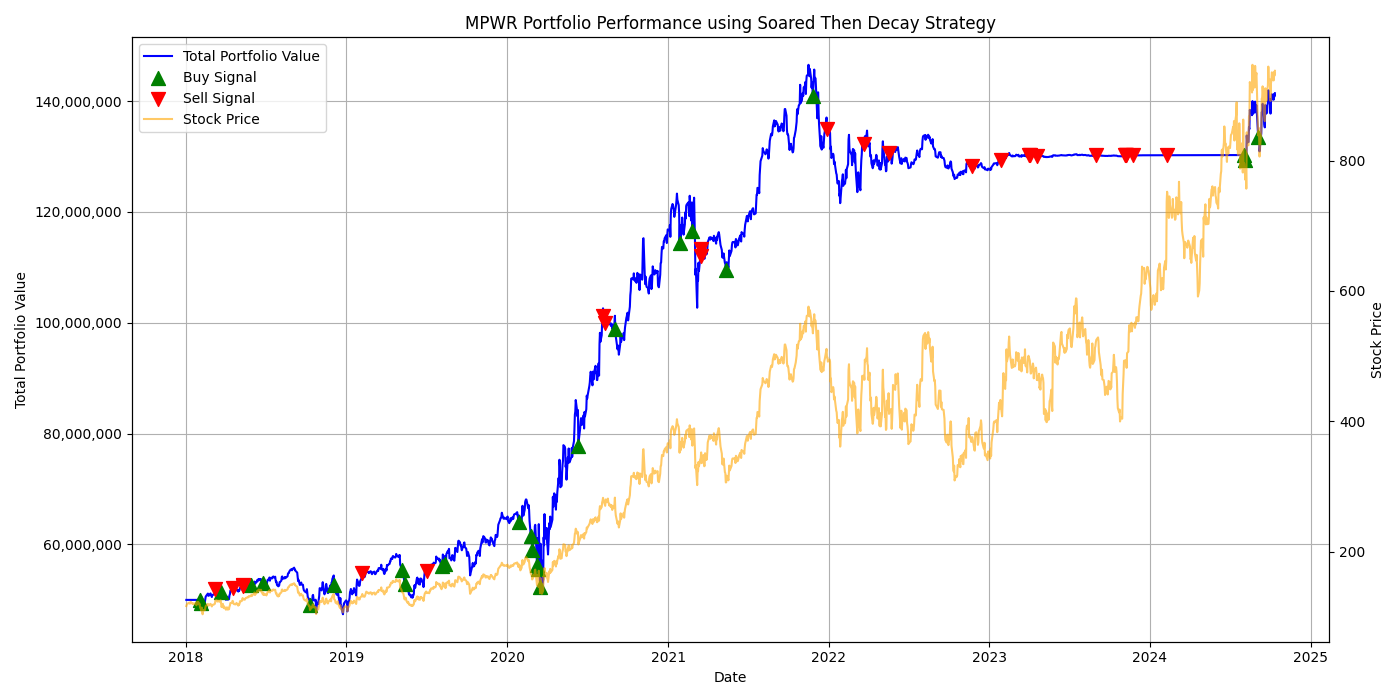 MPWR Portfolio Performance using Soared Then Decay Strategy
Total Portfolio Value
Buy Signal
Sell Signal
Stock Price
140,000,000
120,000,000
100,000,000
80,000,000
60,000,000
Total Portfolio Value
800
600
400
200
Stock Price
2018 2019 2020 2021 2022 2023 2024 2025
Date